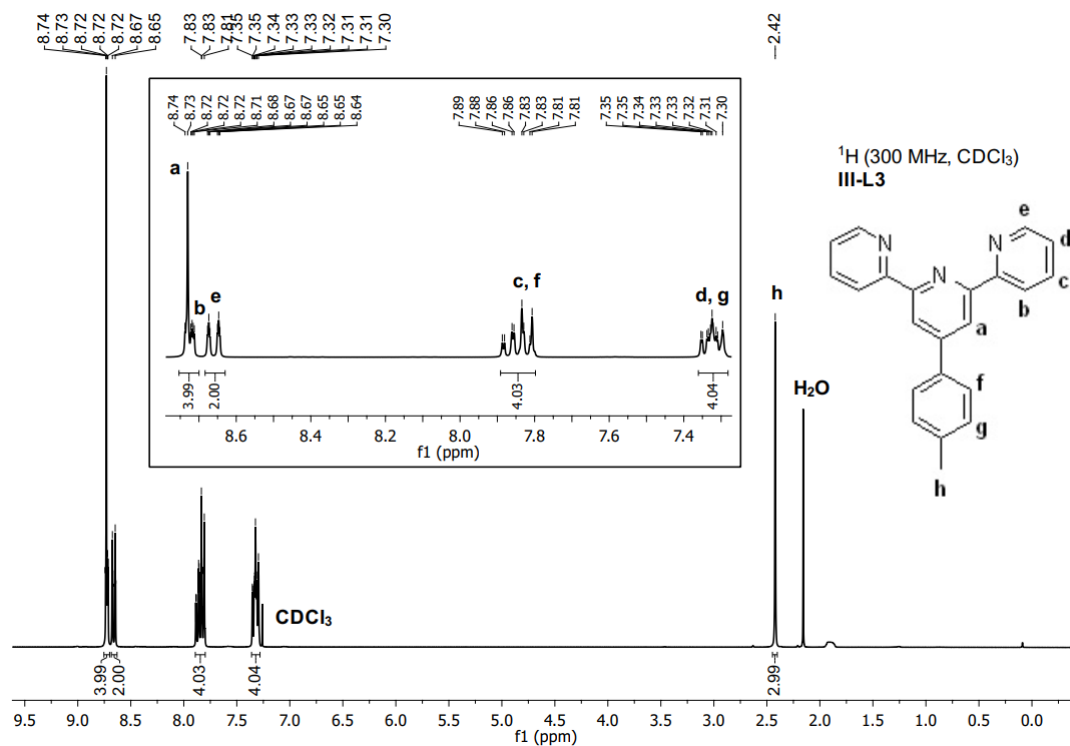 8.74 8.73 8.72 8.72 8.72 8.67 8.65 7.83 7.83 7.81 7.35 7.35 7.34 7.33 7.33 7.32 7.31 7.31 7.30 2.42
8.74 8.73 8.72 8.72 8.72 8.71 8.68 8.67 8.67 8.65 8.65 8.64 7.89 7.88 7.86 7.86 7.83 7.83 7.81 7.81 7.35 7.35 7.34 7.33 7.33 7.32 7.31 7.30
a
b
e
c, f
d, g
3.99 2.00 4.03 4.04
8.6 8.4 8.2 8.0 7.8 7.6 7.4
f1 (ppm)
¹H (300 MHz, CDCl₃)
III-L3
e
N N d
N c
b
a
f
g
h
h
H₂O
CDCl₃
3.99 2.00 4.03 4.04 2.99
9.5 9.0 8.5 8.0 7.5 7.0 6.5 6.0 5.5 5.0 4.5 4.0 3.5 3.0 2.5 2.0 1.5 1.0 0.5 0.0
f1 (ppm)